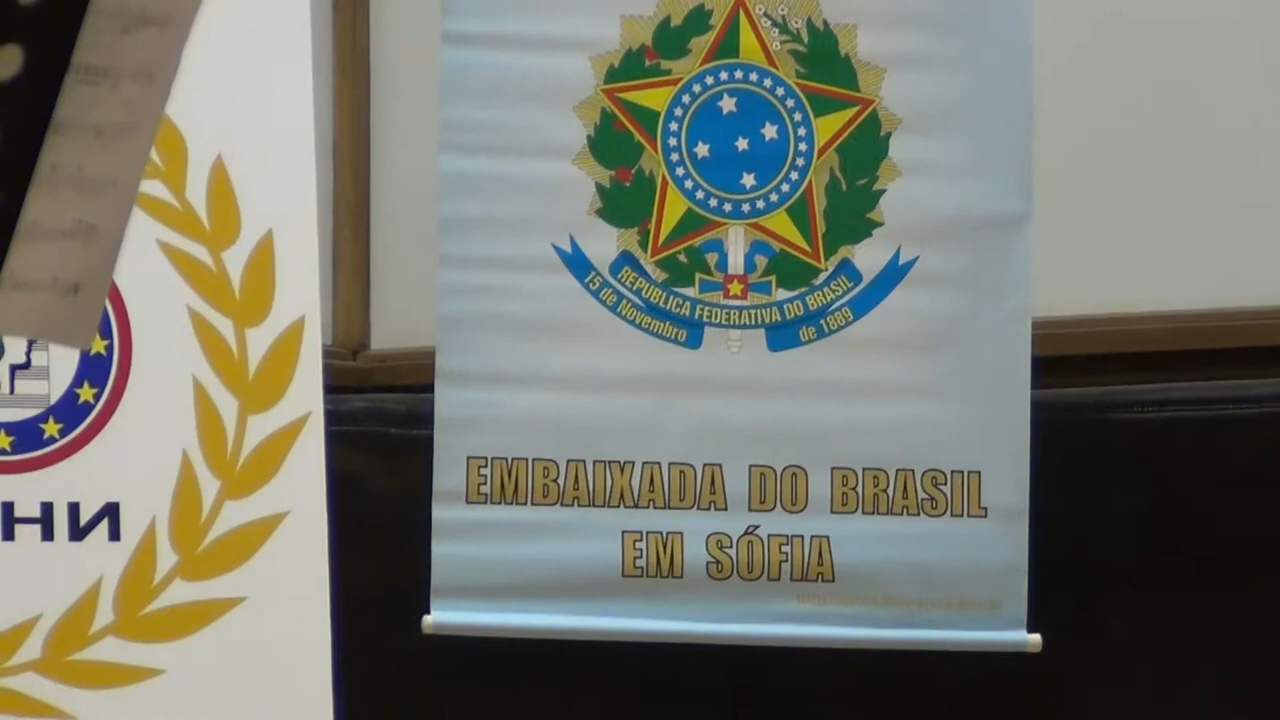 REPUBLICA FEDERATIVA DO BRASIL
15 de Novembro
de 1889
EMBAIXADA DO BRASIL
EM SÓFIA
НИ